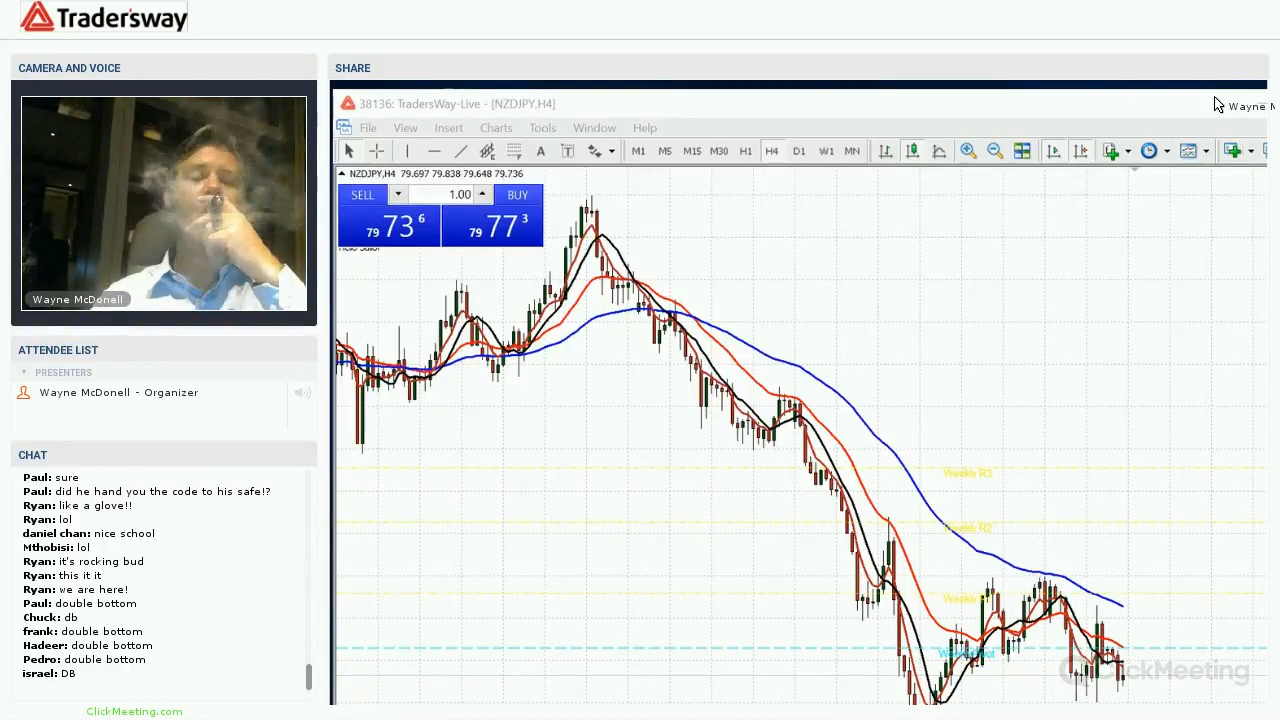 Tradersway
CAMERA AND VOICE
SHARE
38136: TradersWay-Live - [NZDJPY,H4]
Wayne M
File View Insert Charts Tools Window Help
M1 M5 M15 M30 H1 H4 D1 W1 MN
NZDJPY,H4 79.697 79.838 79.648 79.736
SELL 1.00 BUY
79 73 6 79 77 3
Wayne McDonell
ATTENDEE LIST
PRESENTERS
Wayne McDonell - Organizer
CHAT
Paul: sure
Paul: did he hand you the code to his safe!?
Ryan: like a glove!!
Ryan: lol
daniel chan: nice school
Mthobisi: lol
Ryan: it's rocking bud
Ryan: this it it
Ryan: we are here!
Paul: double bottom
Chuck: db
frank: double bottom
Hadeer: double bottom
Pedro: double bottom
israel: DB
ClickMeeting.com
Weekly R3
Weekly R2
Weekly
ClickMeeting